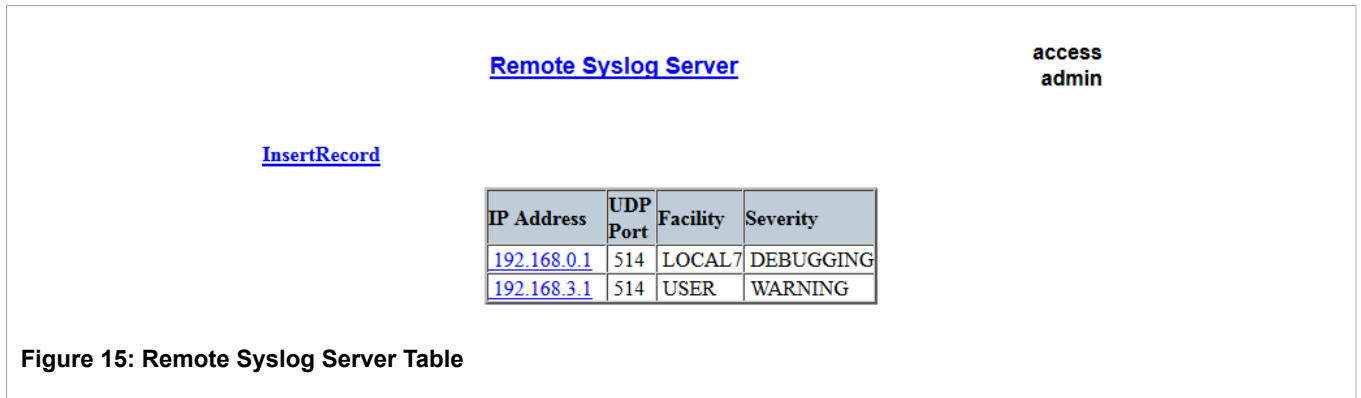 Remote Syslog Server
access
admin
InsertRecord
IP Address UDP Port Facility Severity
192.168.0.1 514 LOCAL7 DEBUGGING
192.168.3.1 514 USER WARNING
Figure 15: Remote Syslog Server Table